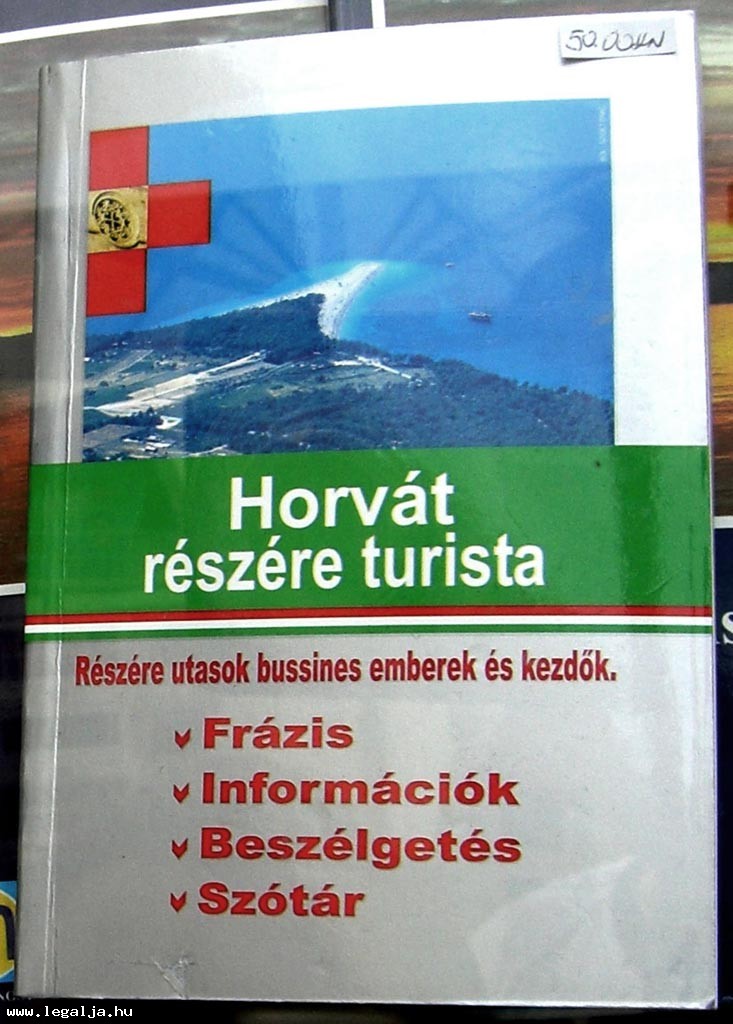 50.00KN
Horvát
részére turista
Részére utasok bussines emberek és kezdők.
Frázis
Információk
Beszélgetés
Szótár
www.legalja.hu